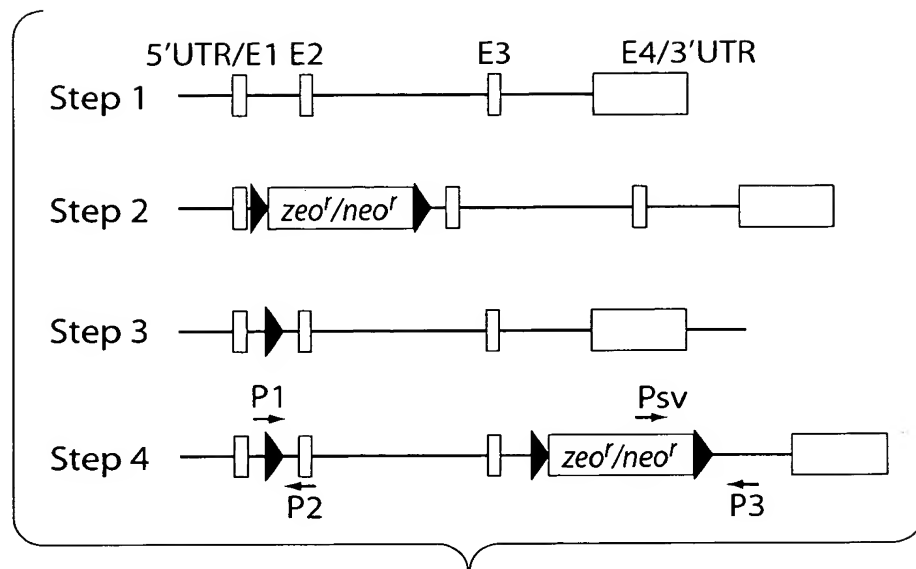 5'UTR/E1 E2 E3 E4/3'UTR
Step 1
Step 2 zeoʳ/neoʳ
Step 3
P1 Psv
Step 4 zeoʳ/neoʳ
P2 P3